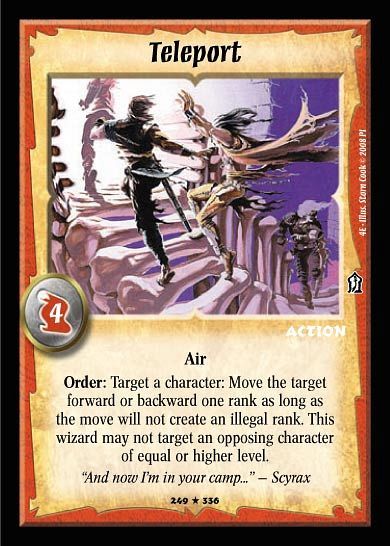 Teleport
4E · Illus. Storn Cook © 2008 PI
4
ACTION
Air
Order: Target a character: Move the target
forward or backward one rank as long as
the move will not create an illegal rank. This
wizard may not target an opposing character
of equal or higher level.
“And now I'm in your camp...” – Scyrax
249 ★ 336